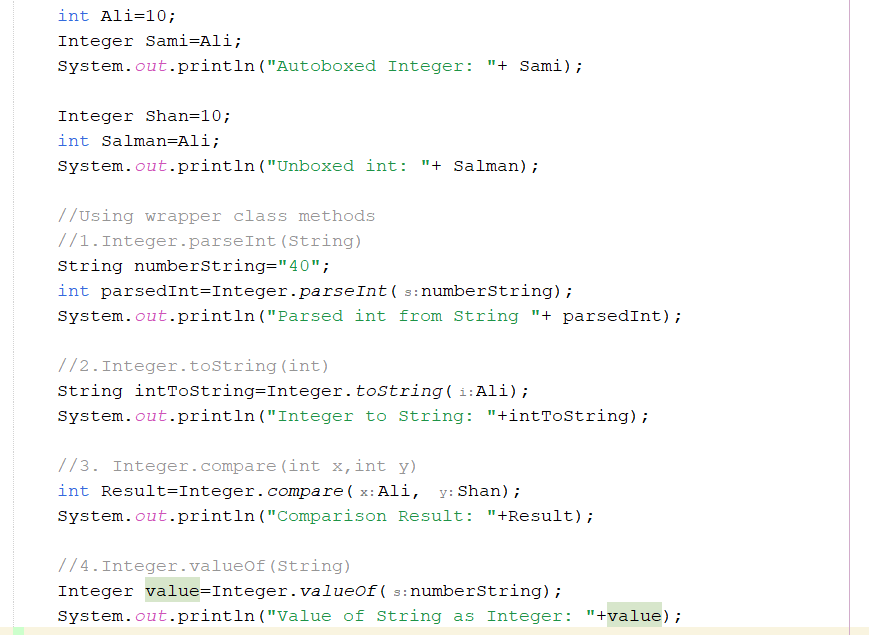 int Ali=10;
Integer Sami=Ali;
System.out.println("Autoboxed Integer: "+ Sami);
Integer Shan=10;
int Salman=Ali;
System.out.println("Unboxed int: "+ Salman);
//Using wrapper class methods
//1.Integer.parseInt(String)
String numberString="40";
int parsedInt=Integer.parseInt( s:numberString);
System.out.println("Parsed int from String "+ parsedInt);
//2.Integer.toString(int)
String intToString=Integer.toString( i:Ali);
System.out.println("Integer to String: "+intToString);
//3. Integer.compare(int x,int y)
int Result=Integer.compare( x:Ali,  y:Shan);
System.out.println("Comparison Result: "+Result);
//4.Integer.valueOf(String)
Integer value=Integer.valueOf( s:numberString);
System.out.println("Value of String as Integer: "+value);